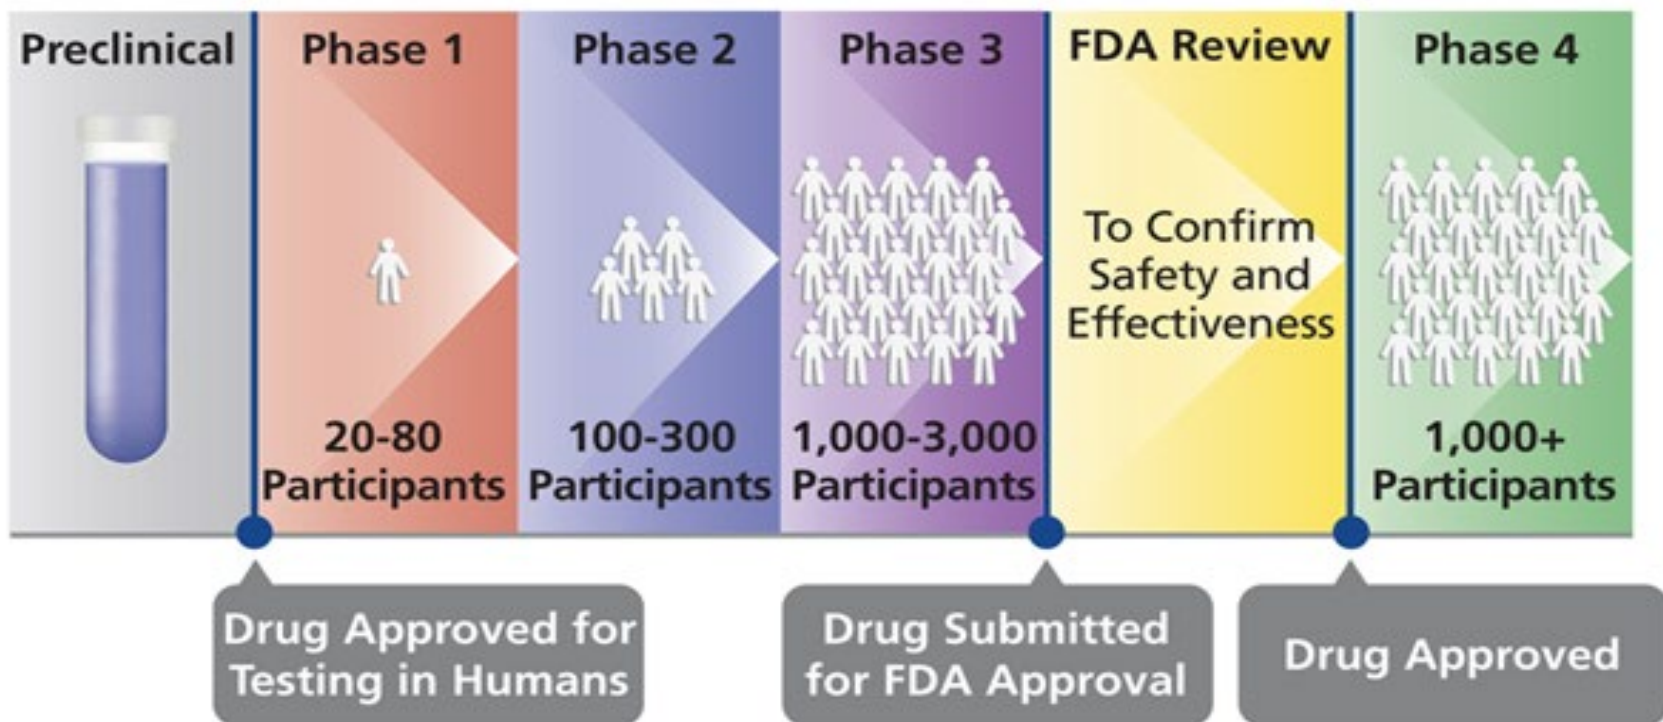 Preclinical
Phase 1
Phase 2
Phase 3
FDA Review
Phase 4
To Confirm
Safety and
Effectiveness
20-80
Participants
100-300
Participants
1,000-3,000
Participants
1,000+
Participants
Drug Approved for
Testing in Humans
Drug Submitted
for FDA Approval
Drug Approved